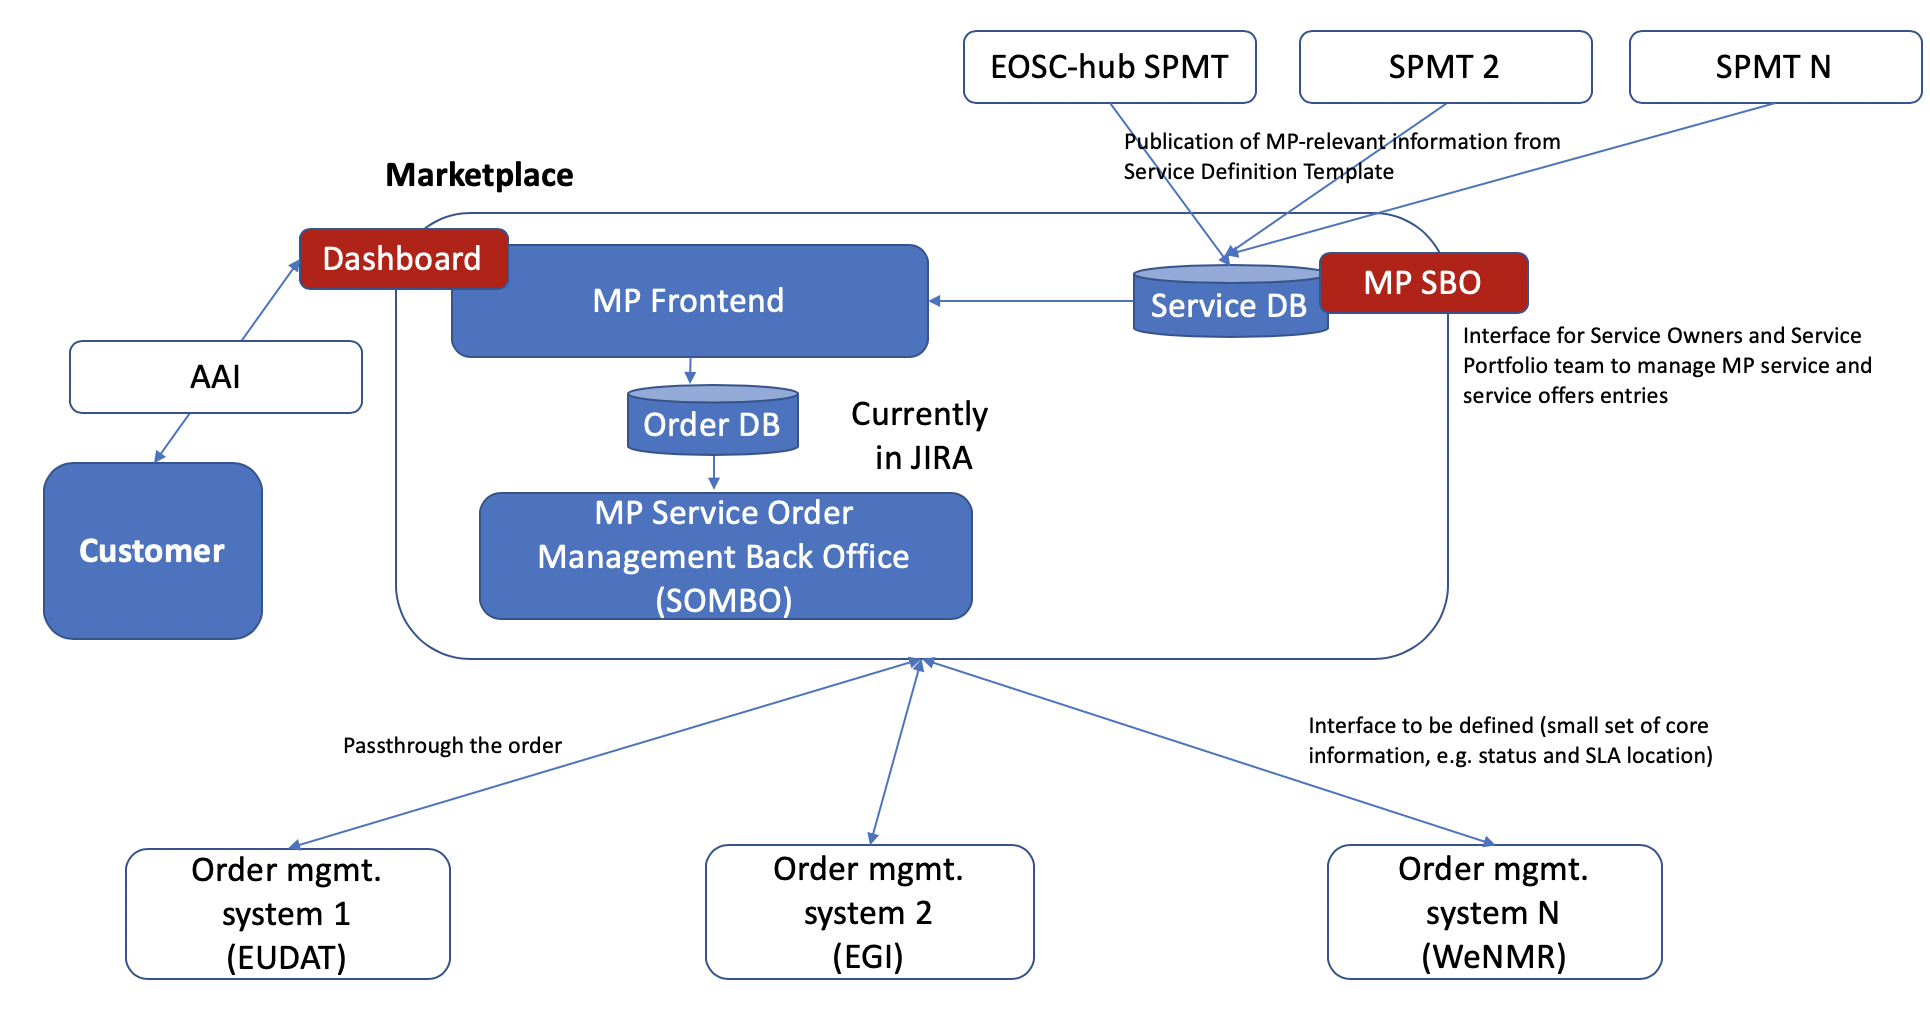 EOSC-hub SPMT
SPMT 2
SPMT N
Publication of MP-relevant information from
Service Definition Template
Marketplace
Dashboard
MP Frontend
Service DB
MP SBO
Interface for Service Owners and Service
Portfolio team to manage MP service and
service offers entries
AAI
Order DB
Currently
in JIRA
Customer
MP Service Order
Management Back Office
(SOMBO)
Passthrough the order
Interface to be defined (small set of core
information, e.g. status and SLA location)
Order mgmt.
system 1
(EUDAT)
Order mgmt.
system 2
(EGI)
Order mgmt.
system N
(WeNMR)